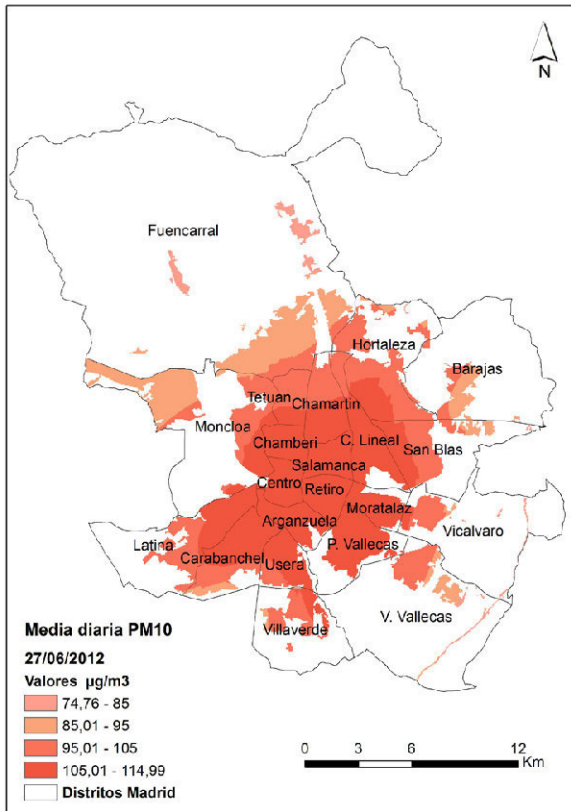 N
Fuencarral
Hortaleza
Barajas
Tetuan
Chamartin
Moncloa
Chamberi
C. Lineal
San Blas
Salamanca
Centro
Retiro
Moratalaz
Arganzuela
Vicalvaro
Latina
P. Vallecas
Carabanchel
Usera
V. Vallecas
Villaverde
Media diaria PM10
27/06/2012
Valores µg/m3
74,76 - 85
85,01 - 95
95,01 - 105
105,01 - 114,99
Distritos Madrid
0 3 6 12
Km